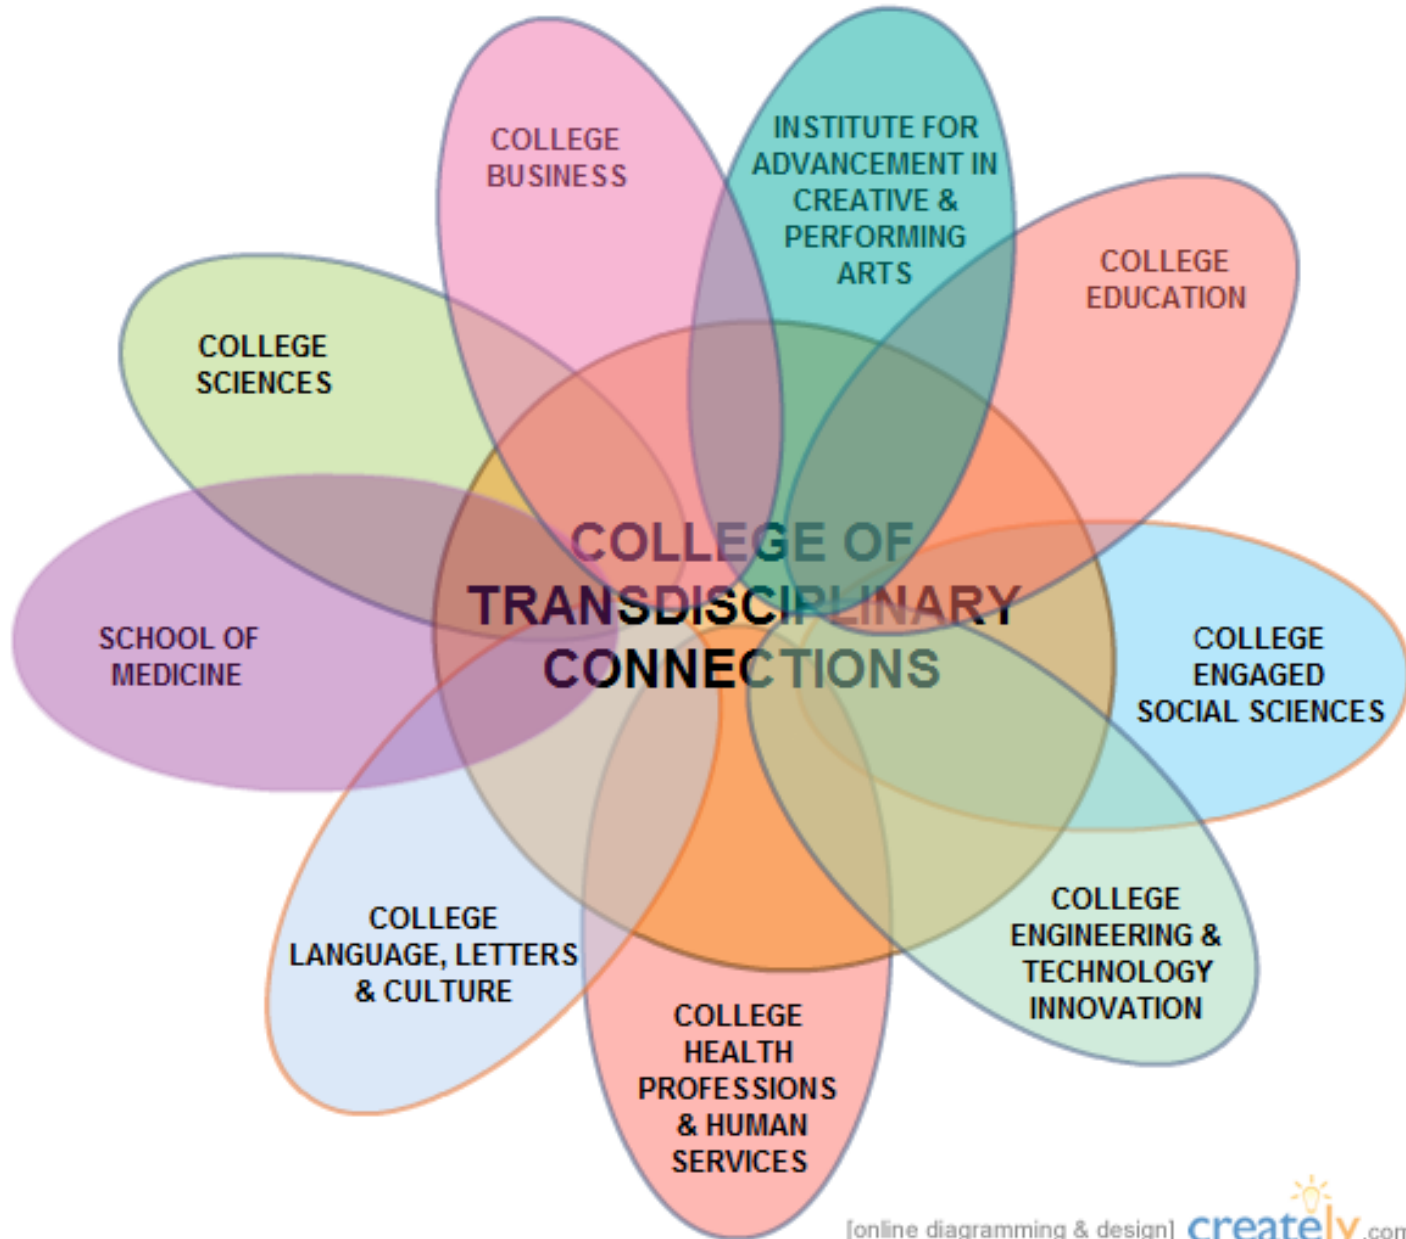 COLLEGE
BUSINESS
INSTITUTE FOR
ADVANCEMENT IN
CREATIVE &
PERFORMING
ARTS
COLLEGE
EDUCATION
COLLEGE
SCIENCES
COLLEGE OF
TRANSDISCIPLINARY
CONNECTIONS
SCHOOL OF
MEDICINE
COLLEGE
ENGAGED
SOCIAL SCIENCES
COLLEGE
LANGUAGE, LETTERS
& CULTURE
COLLEGE
ENGINEERING &
TECHNOLOGY
INNOVATION
COLLEGE
HEALTH
PROFESSIONS
& HUMAN
SERVICES
[online diagramming & design] creately.com